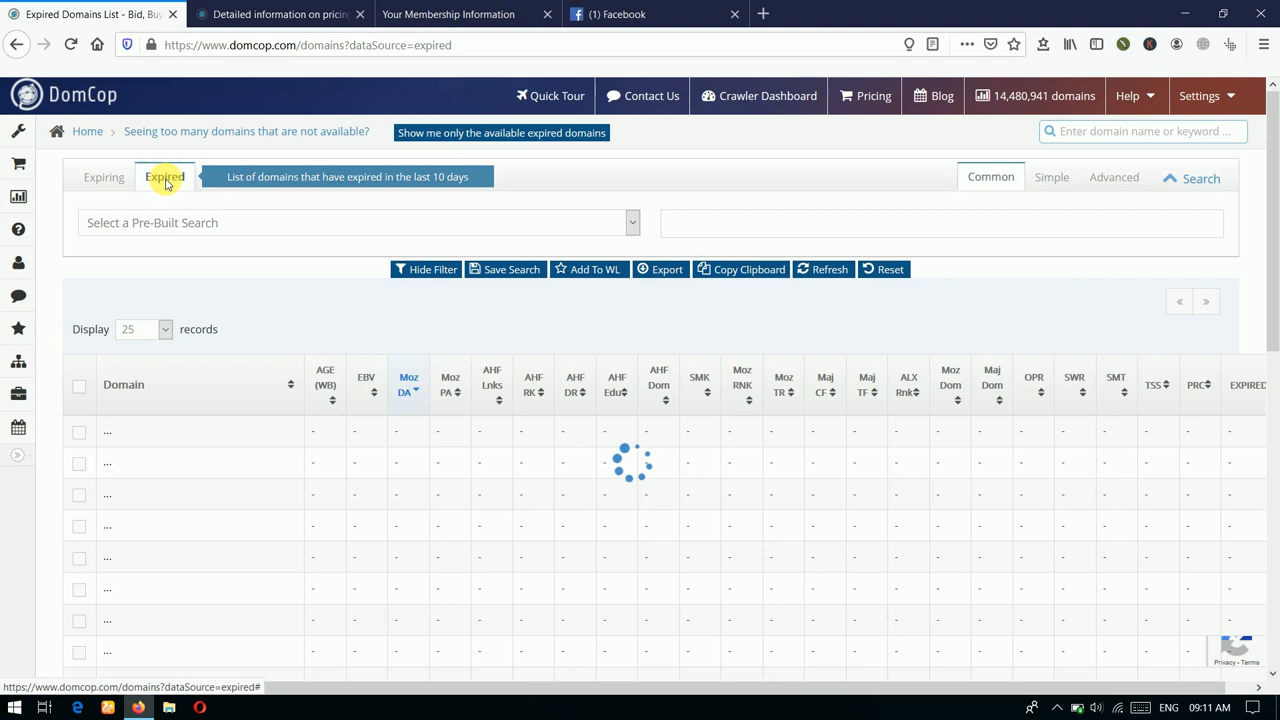 Expired Domains List - Bid, Buy
Detailed information on pricing
Your Membership Information
(1) Facebook
https://www.domcop.com/domains?dataSource=expired
DomCop
Quick Tour
Contact Us
Crawler Dashboard
Pricing
Blog
14,480,941 domains
Help
Settings
Home
Seeing too many domains that are not available?
Show me only the available expired domains
Enter domain name or keyword ...
Expiring
Expired
List of domains that have expired in the last 10 days
Common
Simple
Advanced
Search
Select a Pre-Built Search
Hide Filter
Save Search
Add To WL
Export
Copy Clipboard
Refresh
Reset
« »
Display 25 records
Domain
AGE (WB)
EBV
Moz DA
Moz PA
AHF Lnks
AHF RK
AHF DR
AHF Edu
AHF Dom
SMK
Moz RNK
Moz TR
Maj CF
Maj TF
ALX Rnk
Moz Dom
Maj Dom
OPR
SWR
SMT
TSS
PRC
EXPIRED
... - - - - - - - - - - - - - - - - - - - - - - -
... - - - - - - - - - - - - - - - - - - - - - - -
... - - - - - - - - - - - - - - - - - - - - - - -
... - - - - - - - - - - - - - - - - - - - - - - -
... - - - - - - - - - - - - - - - - - - - - - - -
... - - - - - - - - - - - - - - - - - - - - - - -
... - - - - - - - - - - - - - - - - - - - - - - -
... - - - - - - - - - - - - - - - - - - - - - - -
Privacy - Terms
https://www.domcop.com/domains?dataSource=expired#
ENG
09:11 AM